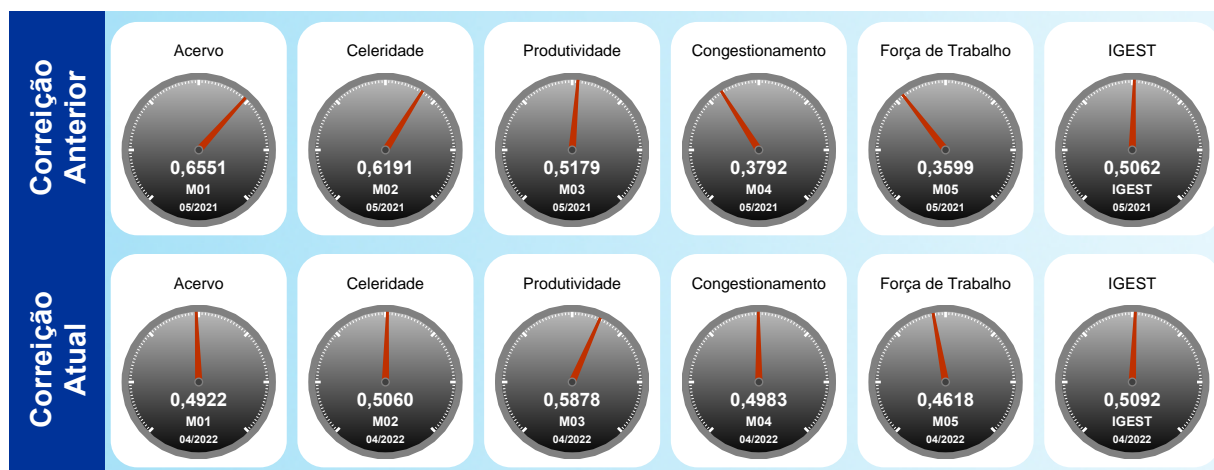 Correição
Anterior
Acervo
0,6551
M01
05/2021
Celeridade
0,6191
M02
05/2021
Produtividade
0,5179
M03
05/2021
Congestionamento
0,3792
M04
05/2021
Força de Trabalho
0,3599
M05
05/2021
IGEST
0,5062
IGEST
05/2021
Correição
Atual
Acervo
0,4922
M01
04/2022
Celeridade
0,5060
M02
04/2022
Produtividade
0,5878
M03
04/2022
Congestionamento
0,4983
M04
04/2022
Força de Trabalho
0,4618
M05
04/2022
IGEST
0,5092
IGEST
04/2022